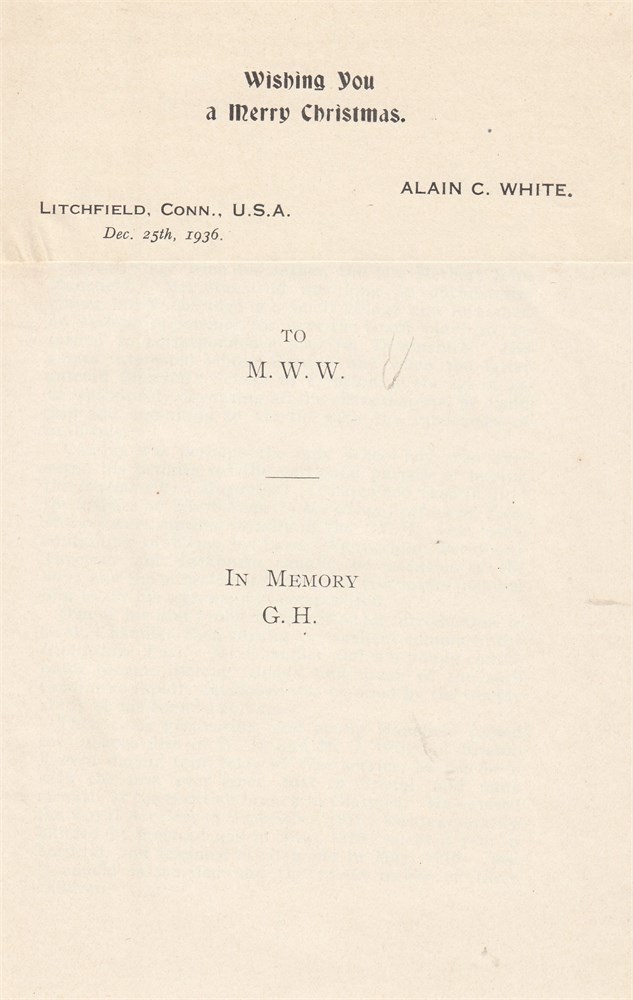 Wishing You
a Merry Christmas.
ALAIN C. WHITE.
LITCHFIELD, CONN., U.S.A.
Dec. 25th, 1936.
TO
M. W. W.
IN MEMORY
G. H.